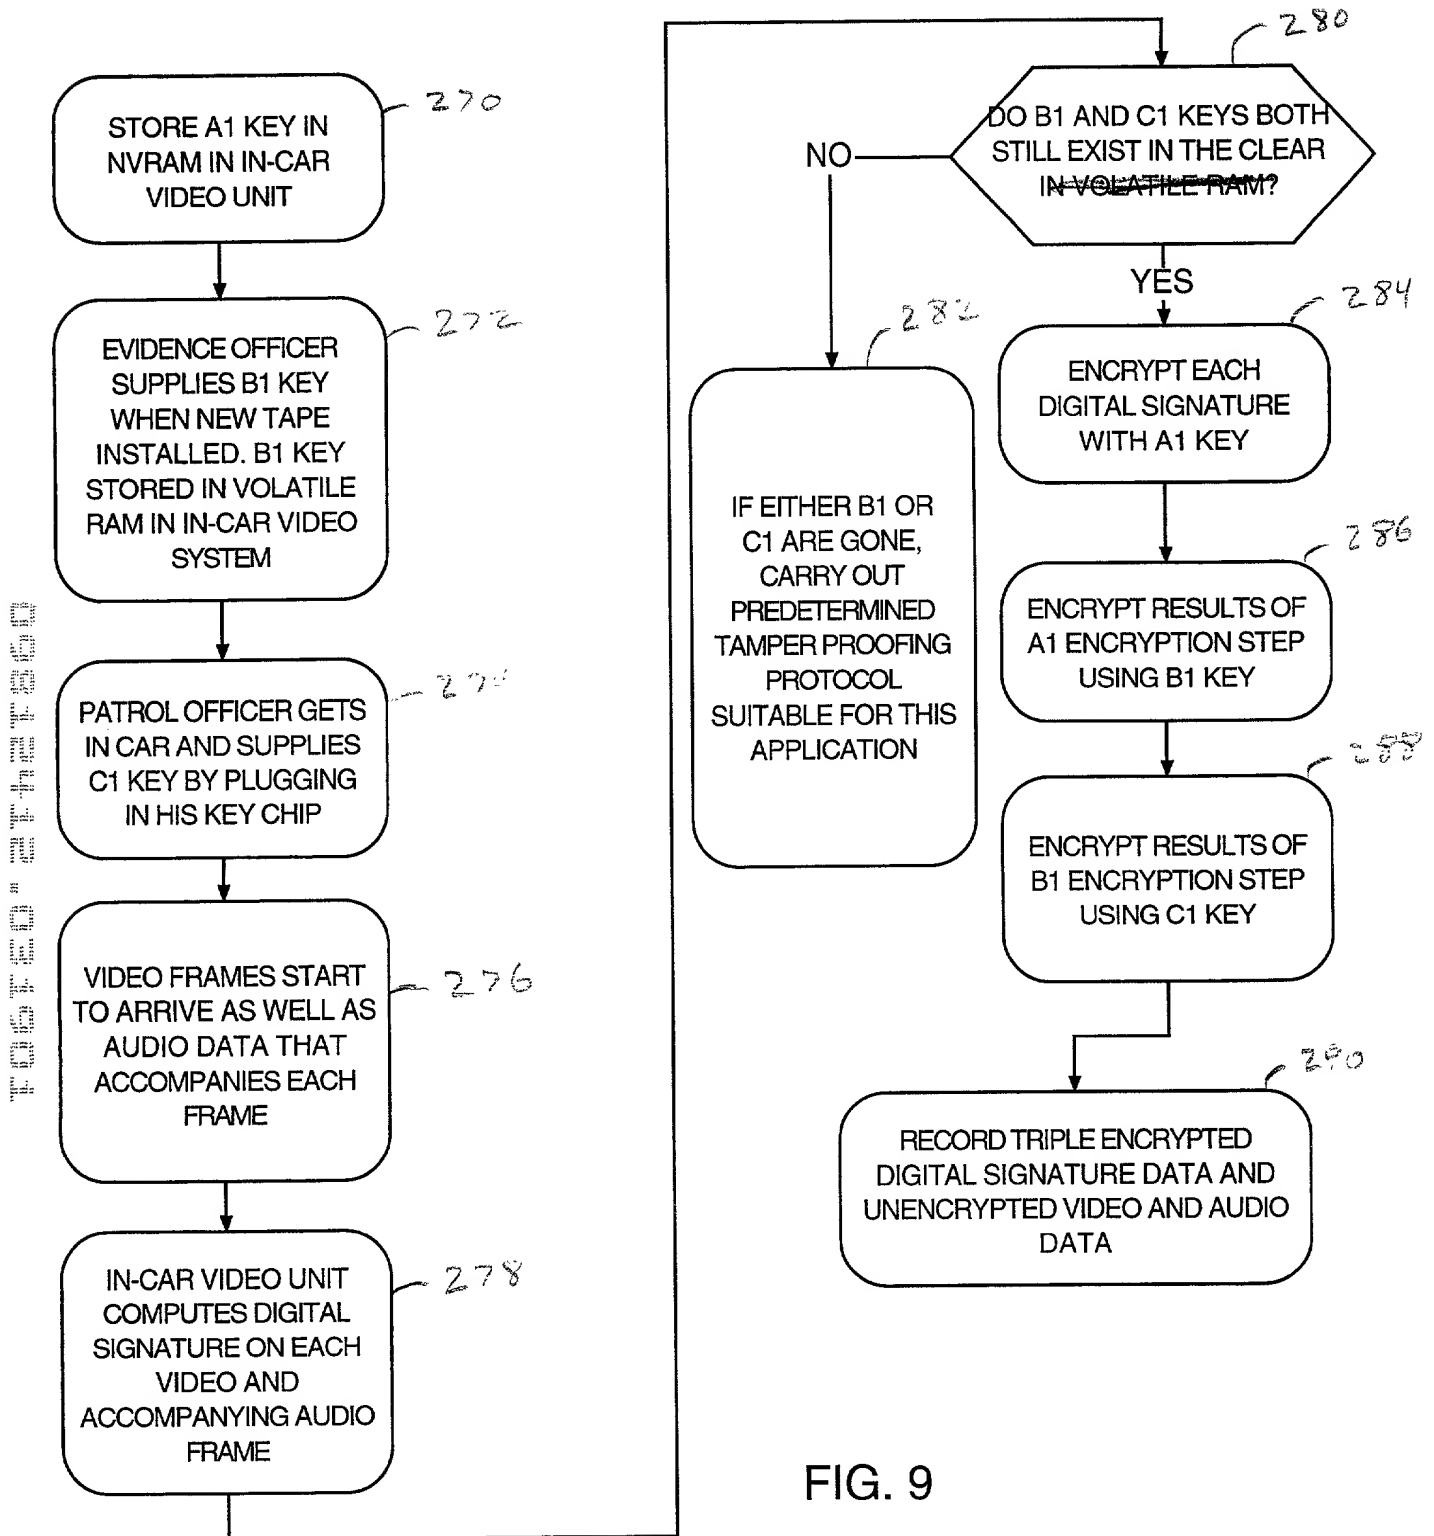 270
STORE A1 KEY IN
NVRAM IN IN-CAR
VIDEO UNIT
272
EVIDENCE OFFICER
SUPPLIES B1 KEY
WHEN NEW TAPE
INSTALLED. B1 KEY
STORED IN VOLATILE
RAM IN IN-CAR VIDEO
SYSTEM
PATROL OFFICER GETS
IN CAR AND SUPPLIES
C1 KEY BY PLUGGING
IN HIS KEY CHIP
276
VIDEO FRAMES START
TO ARRIVE AS WELL AS
AUDIO DATA THAT
ACCOMPANIES EACH
FRAME
278
IN-CAR VIDEO UNIT
COMPUTES DIGITAL
SIGNATURE ON EACH
VIDEO AND
ACCOMPANYING AUDIO
FRAME
280
DO B1 AND C1 KEYS BOTH
STILL EXIST IN THE CLEAR
IN VOLATILE RAM?
NO
YES
282
IF EITHER B1 OR
C1 ARE GONE,
CARRY OUT
PREDETERMINED
TAMPER PROOFING
PROTOCOL
SUITABLE FOR THIS
APPLICATION
284
ENCRYPT EACH
DIGITAL SIGNATURE
WITH A1 KEY
286
ENCRYPT RESULTS OF
A1 ENCRYPTION STEP
USING B1 KEY
288
ENCRYPT RESULTS OF
B1 ENCRYPTION STEP
USING C1 KEY
290
RECORD TRIPLE ENCRYPTED
DIGITAL SIGNATURE DATA AND
UNENCRYPTED VIDEO AND AUDIO
DATA
FIG. 9